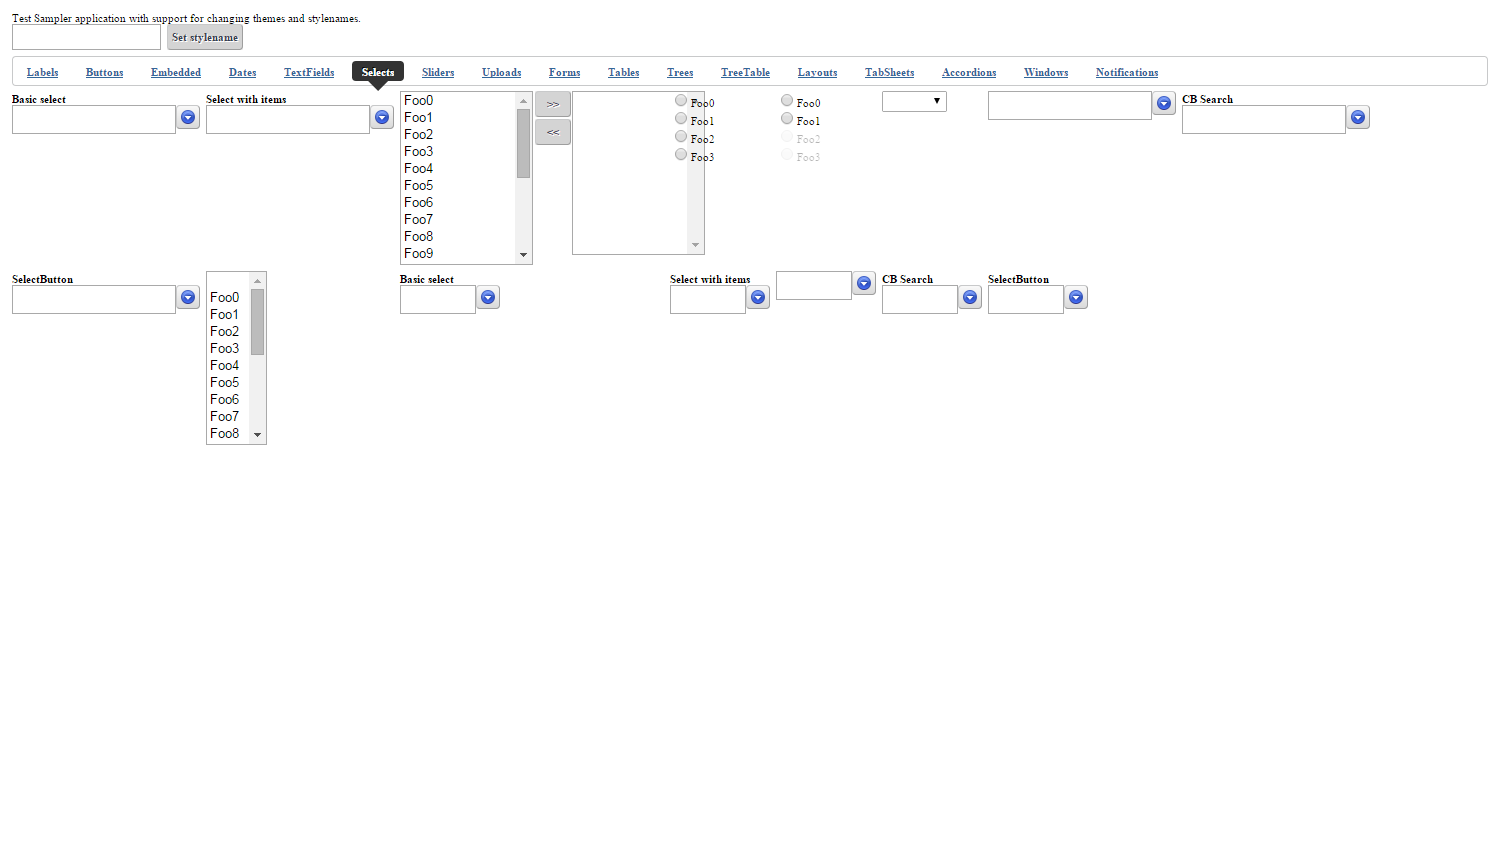 Test Sampler application with support for changing themes and stylenames.
Set stylename
Labels Buttons Embedded Dates TextFields Selects Sliders Uploads Forms Tables Trees TreeTable Layouts TabSheets Accordions Windows Notifications
Basic select
Select with items
Foo0
Foo1
Foo2
Foo3
Foo4
Foo5
Foo6
Foo7
Foo8
Foo9
>>
<<
Foo0
Foo1
Foo2
Foo3
Foo0
Foo1
Foo2
Foo3
CB Search
SelectButton
Foo0
Foo1
Foo2
Foo3
Foo4
Foo5
Foo6
Foo7
Foo8
Basic select
Select with items
CB Search
SelectButton